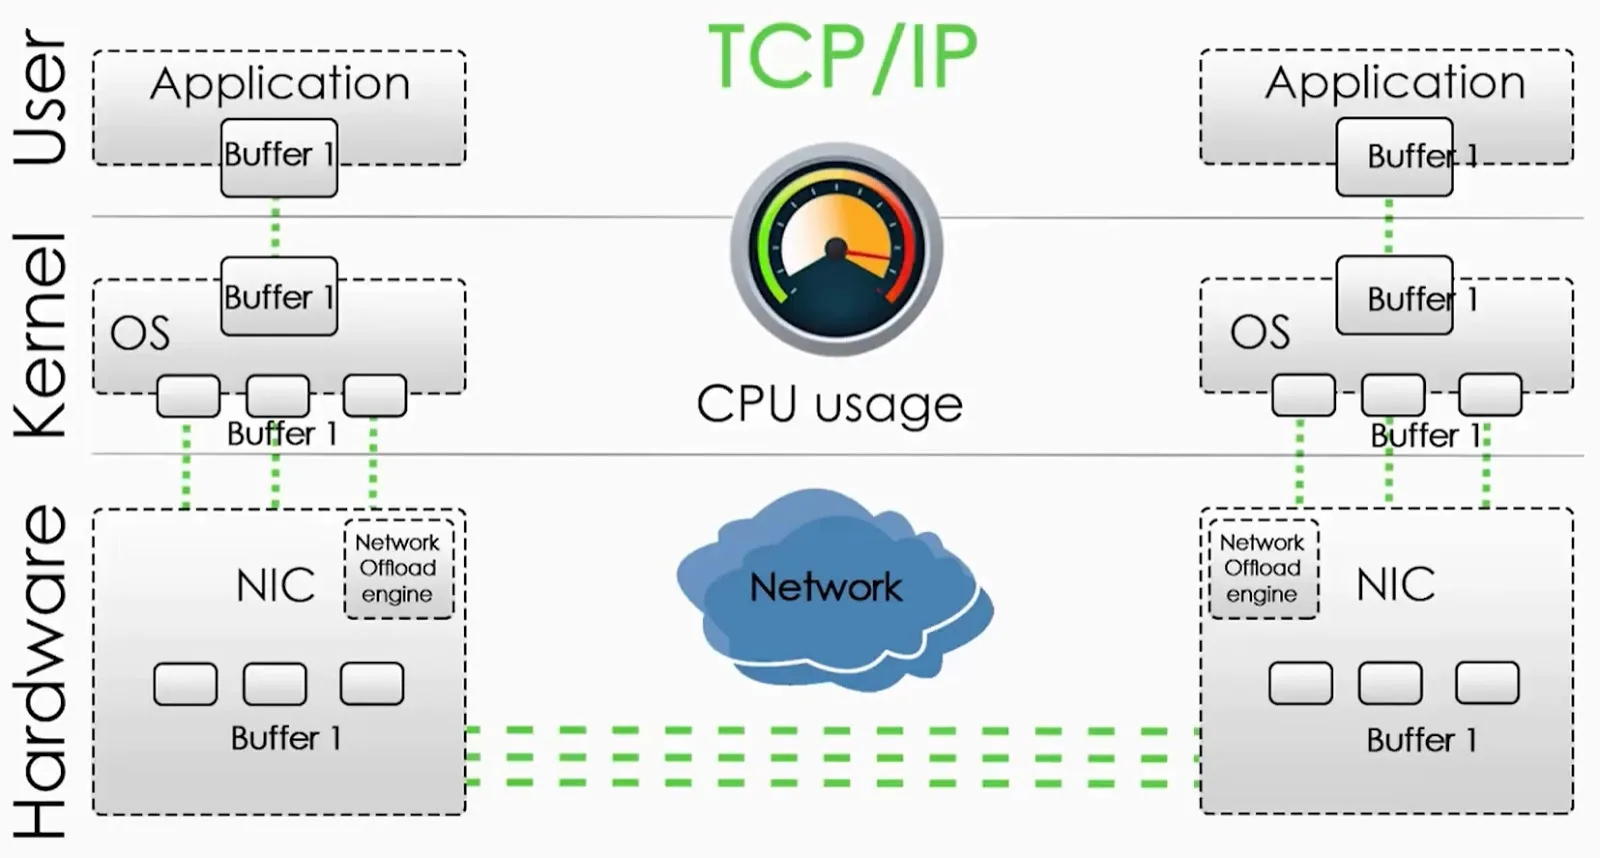 TCP/IP
User
Application
Buffer 1
Application
Buffer 1
Kernel
Buffer 1
OS
Buffer 1
CPU usage
Buffer 1
OS
Buffer 1
Hardware
NIC
Network
Offload
engine
Buffer 1
Network
Network
Offload
engine
NIC
Buffer 1